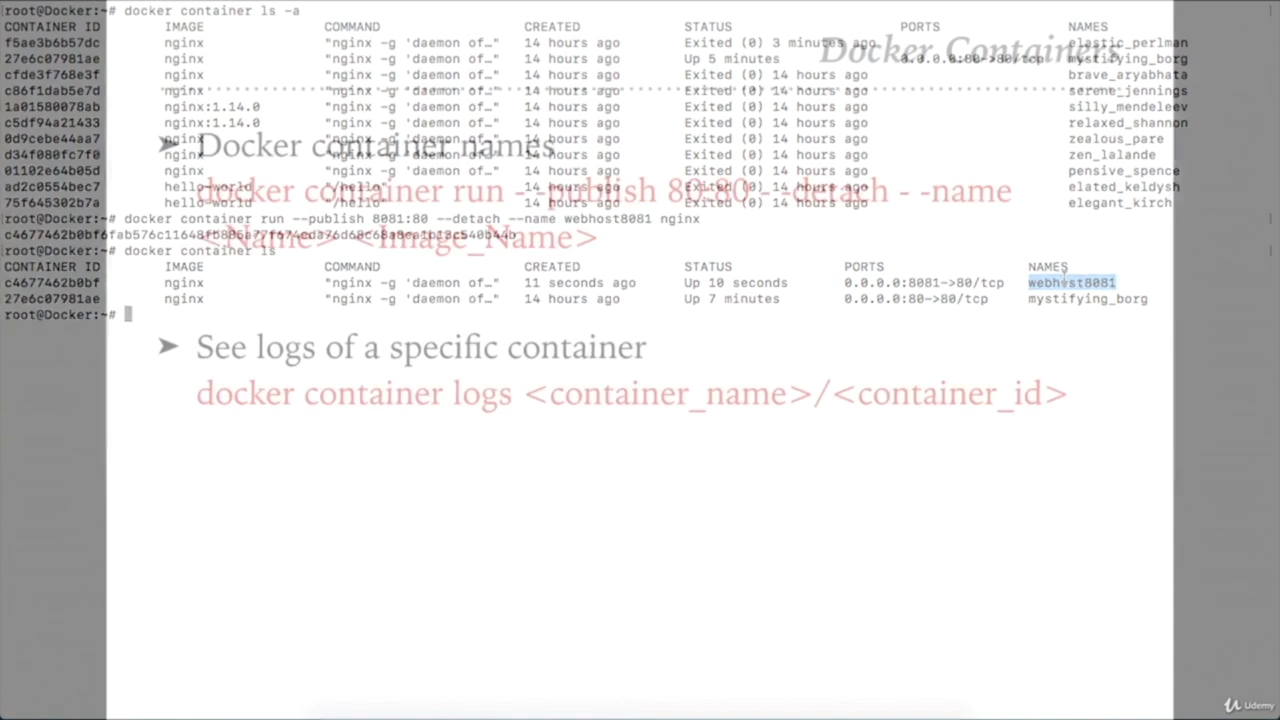 root@Docker:~# docker container ls -a
CONTAINER ID IMAGE COMMAND CREATED STATUS PORTS NAMES
Docker Containers
f5ae3b6b57dc nginx "nginx -g 'daemon of…" 14 hours ago Exited (0) 3 minutes ago elastic_perlman
27e6c07981ae nginx "nginx -g 'daemon of…" 14 hours ago Up 5 minutes 0.0.0.0:80->80/tcp mystifying_borg
cfde3f768e3f nginx "nginx -g 'daemon of…" 14 hours ago Exited (0) 14 hours ago brave_aryabhata
c86f1dab5e7d nginx "nginx -g 'daemon of…" 14 hours ago Exited (0) 14 hours ago serene_jennings
1a01580078ab nginx:1.14.0 "nginx -g 'daemon of…" 14 hours ago Exited (0) 14 hours ago silly_mendeleev
c5df94a21433 nginx:1.14.0 "nginx -g 'daemon of…" 14 hours ago Exited (0) 14 hours ago relaxed_shannon
0d9cebe44aa7 nginx "nginx -g 'daemon of…" 14 hours ago Exited (0) 14 hours ago zealous_pare
➤ Docker container names
d34f080fc7f0 nginx "nginx -g 'daemon of…" 14 hours ago Exited (0) 14 hours ago zen_lalande
01102e64b05d nginx "nginx -g 'daemon of…" 14 hours ago Exited (0) 14 hours ago pensive_spence
ad2c0554bec7 hello-world "/hello" 14 hours ago Exited (0) 14 hours ago elated_keldysh
docker container run - -publish 80:80 - -detach - -name
75f645302b7a hello-world "/hello" 14 hours ago Exited (0) 14 hours ago elegant_kirch
root@Docker:~# docker container run --publish 8081:80 --detach --name webhost8081 nginx
<Name> <Image_Name>
root@Docker:~# docker container ls
CONTAINER ID IMAGE COMMAND CREATED STATUS PORTS NAMES
c4677462b0bf nginx "nginx -g 'daemon of…" 11 seconds ago Up 10 seconds 0.0.0.0:8081->80/tcp webhost8081
27e6c07981ae nginx "nginx -g 'daemon of…" 14 hours ago Up 7 minutes 0.0.0.0:80->80/tcp mystifying_borg
root@Docker:~#
➤ See logs of a specific container
docker container logs <container_name>/<container_id>
Udemy